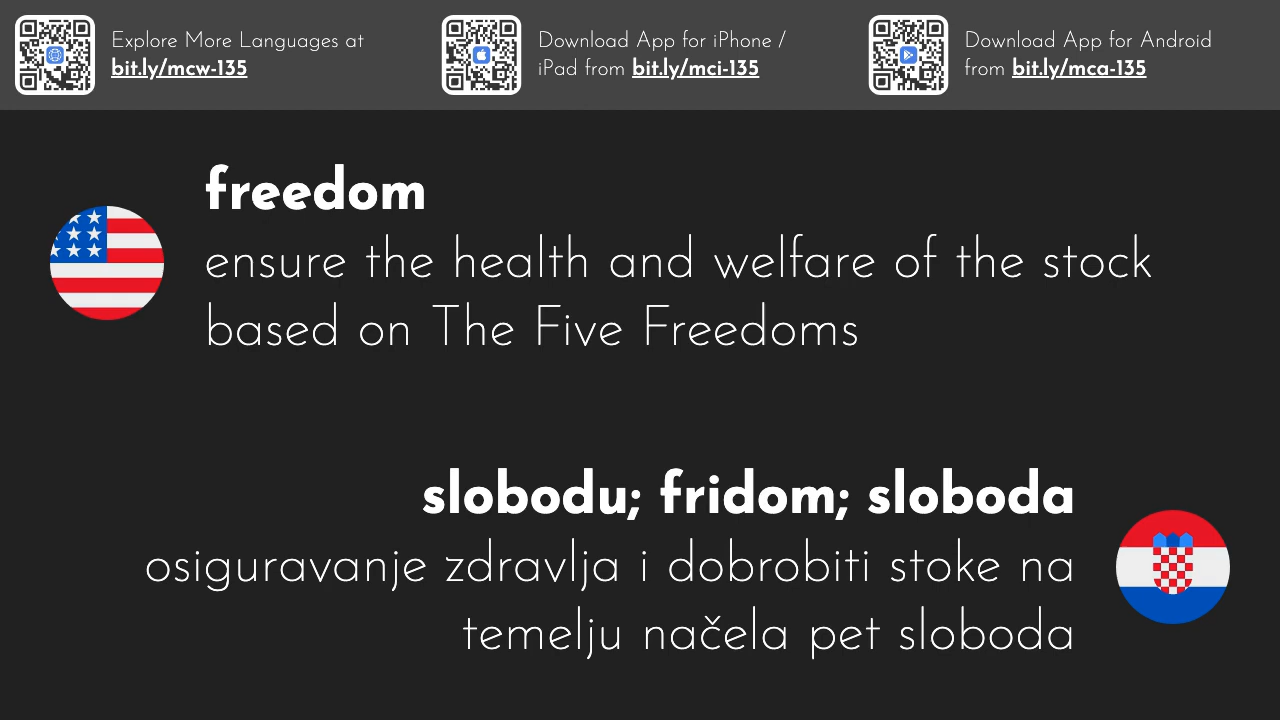 Explore More Languages at
bit.ly/mcw-135
Download App for iPhone /
iPad from bit.ly/mci-135
Download App for Android
from bit.ly/mca-135
freedom
ensure the health and welfare of the stock
based on The Five Freedoms
slobodu; fridom; sloboda
osiguravanje zdravlja i dobrobiti stoke na
temelju načela pet sloboda